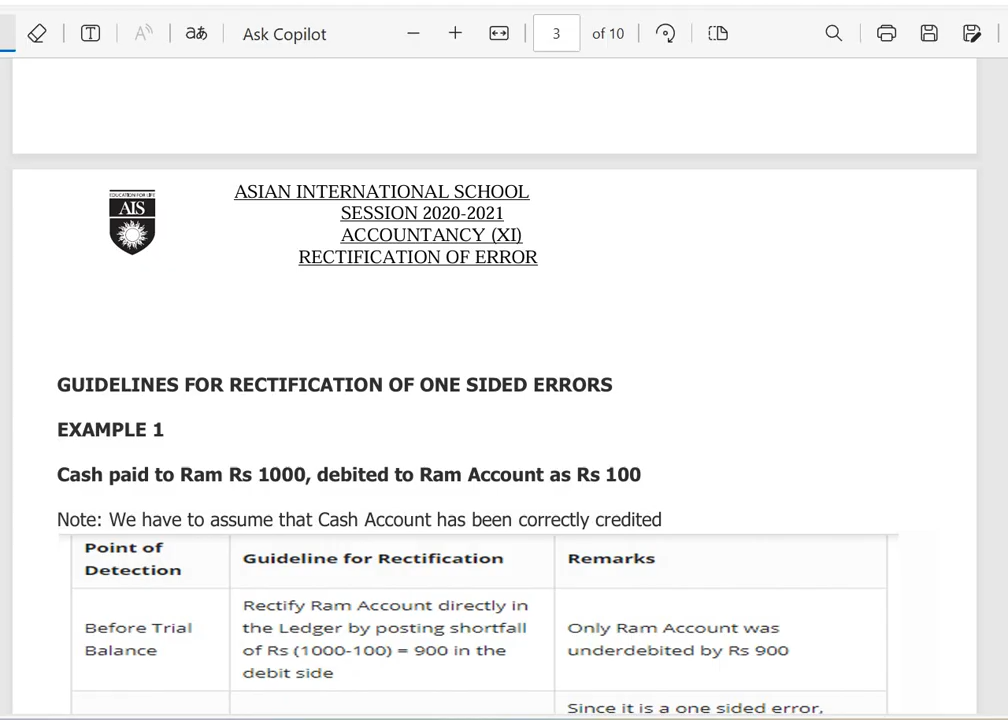 Ask Copilot
3
of 10
EDUCATION FOR LIFE
AIS
ASIAN INTERNATIONAL SCHOOL
SESSION 2020-2021
ACCOUNTANCY (XI)
RECTIFICATION OF ERROR
GUIDELINES FOR RECTIFICATION OF ONE SIDED ERRORS
EXAMPLE 1
Cash paid to Ram Rs 1000, debited to Ram Account as Rs 100
Note: We have to assume that Cash Account has been correctly credited
Point of
Detection
Guideline for Rectification
Remarks
Before Trial
Balance
Rectify Ram Account directly in
the Ledger by posting shortfall
of Rs (1000-100) = 900 in the
debit side
Only Ram Account was
underdebited by Rs 900
Since it is a one sided error,